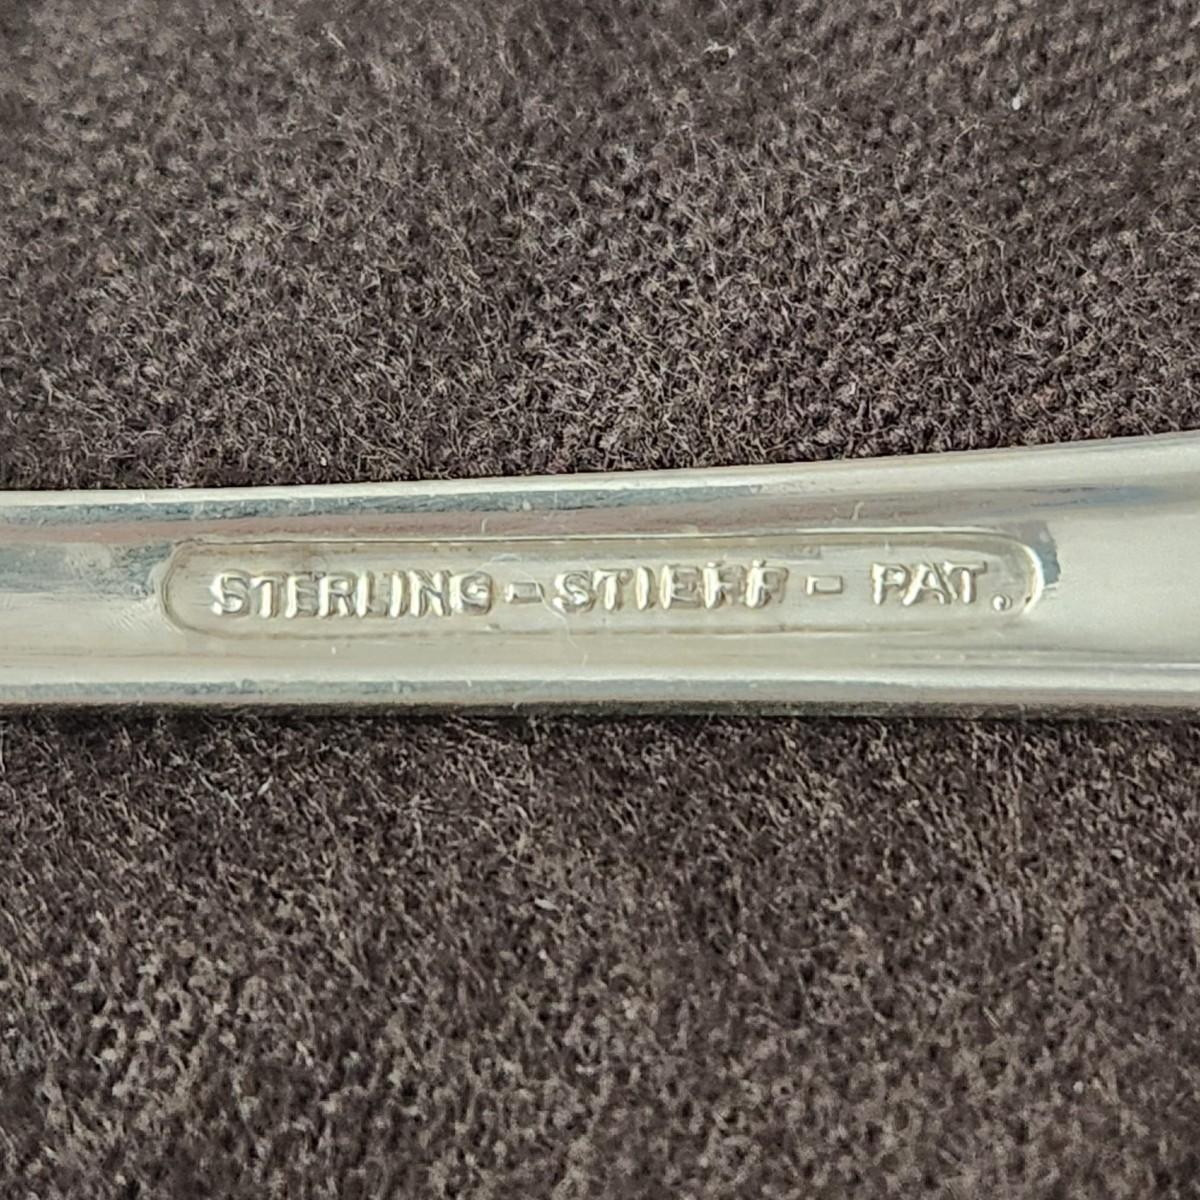 STERLING - STIEFF - PAT.